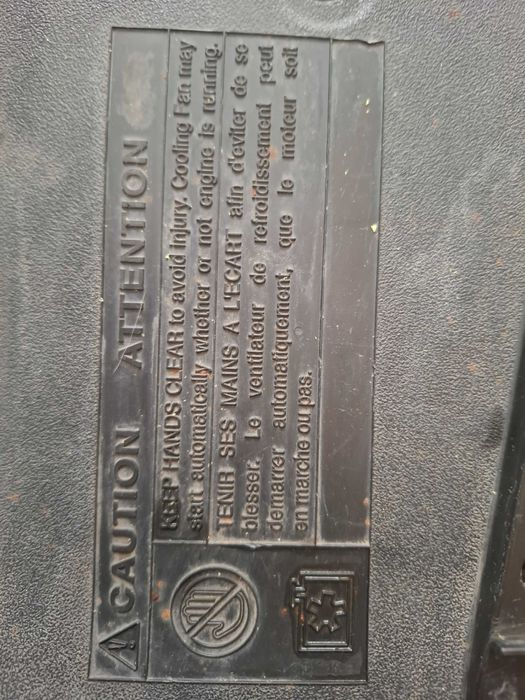 CAUTION ATTENTION
KEEP HANDS CLEAR to avoid injury. Cooling Fan may
start automatically whether or not engine is running.
TENIR SES MAINS A L'ECART afin d'eviter de se
blesser. Le ventilateur de refroidissement peut
demarrer automatiquement, que le moteur soit
en marche ou pas.